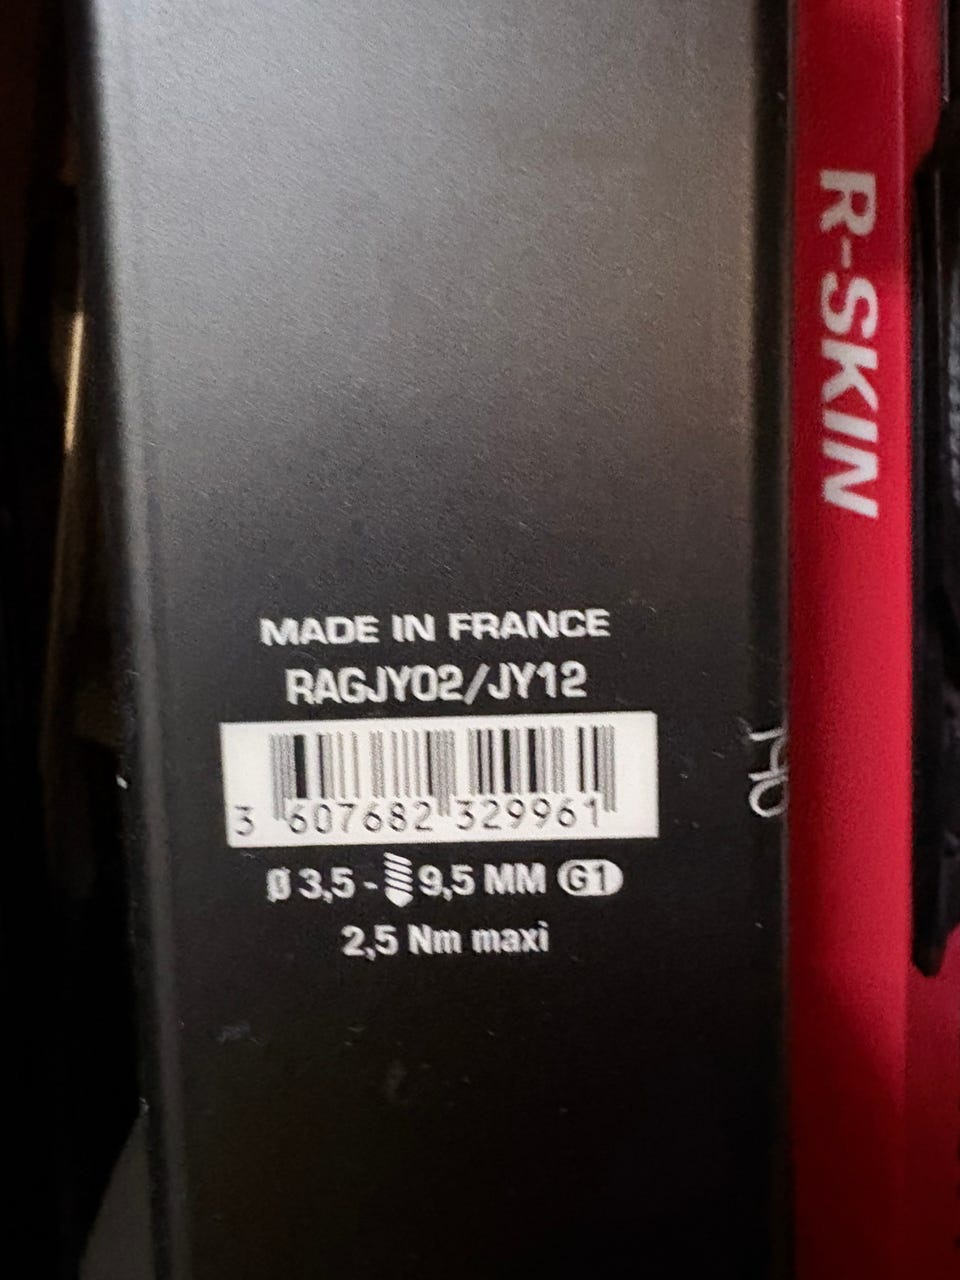 R-SKIN
MADE IN FRANCE
RAGJY02/JY12
3 607682 329961
Ø 3,5 - 9,5 MM G1
2,5 Nm maxi